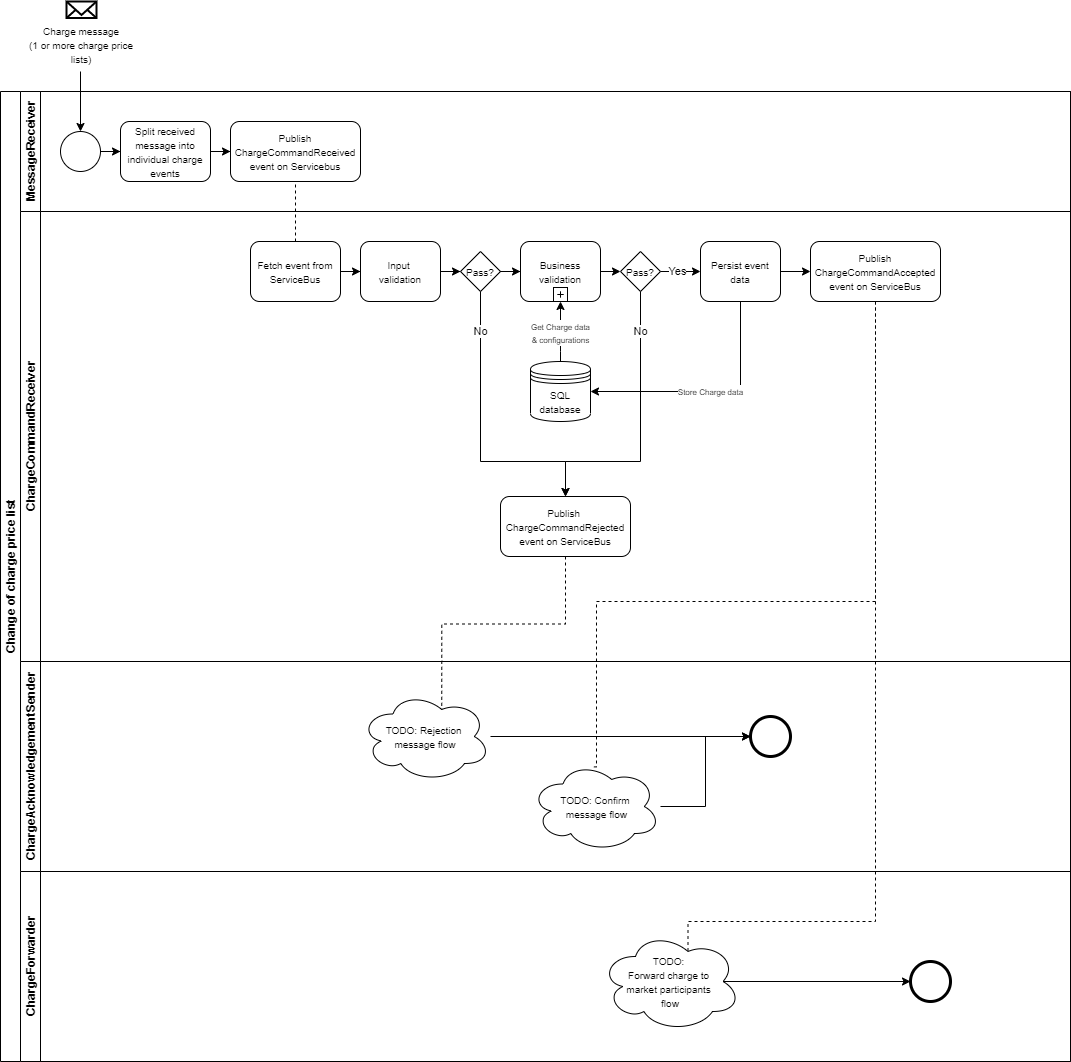 Charge message
(1 or more charge price
lists)
Change of charge price list
MessageReceiver
Split received
message into
individual charge
events
Publish
ChargeCommandReceived
event on Servicebus
ChargeCommandReceiver
Fetch event from
ServiceBus
Input
validation
Pass?
Business
validation
Pass?
Yes
Persist event
data
Publish
ChargeCommandAccepted
event on ServiceBus
No
Get Charge data
& configurations
No
SQL
database
Store Charge data
Publish
ChargeCommandRejected
event on ServiceBus
ChargeAcknowledgementSender
TODO: Rejection
message flow
TODO: Confirm
message flow
ChargeForwarder
TODO:
Forward charge to
market participants
flow